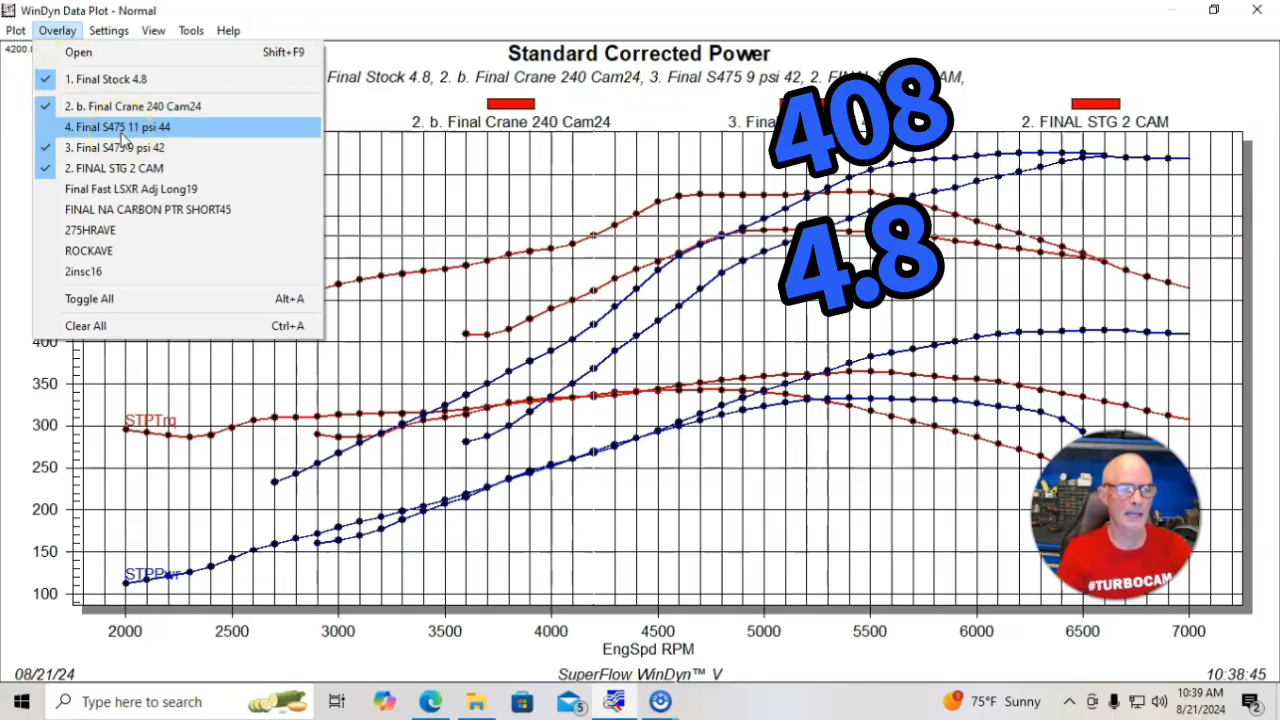 WinDyn Data Plot - Normal
Plot Overlay Settings View Tools Help
4200.
Open Shift+F9
1. Final Stock 4.8
2. b. Final Crane 240 Cam24
4. Final S475 11 psi 44
3. Final S475 9 psi 42
2. FINAL STG 2 CAM
Final Fast LSXR Adj Long19
FINAL NA CARBON PTR SHORT45
275HRAVE
ROCKAVE
2insc16
Toggle All Alt+A
Clear All Ctrl+A
Standard Corrected Power
Final Stock 4.8, 2. b. Final Crane 240 Cam24, 3. Final S475 9 psi 42, 2. FINAL
2. b. Final Crane 240 Cam24
3. Fina
2. FINAL STG 2 CAM
408
4.8
400
350
300
250
200
150
100
STPTrq
STPPwr
#TURBOCAM
2000 2500 3000 3500 4000 4500 5000 5500 6000 6500 7000
EngSpd RPM
08/21/24 SuperFlow WinDyn™ V 10:38:45
Type here to search
5
75°F Sunny
10:39 AM
8/21/2024
2